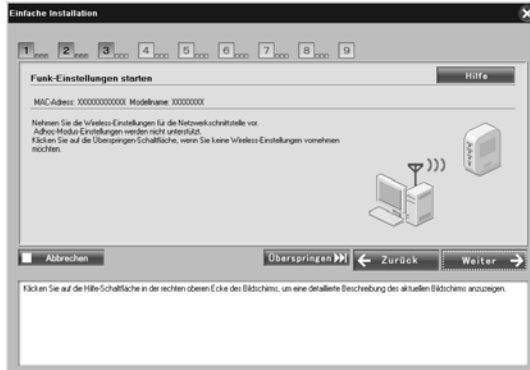 Einfache Installation
1 2 3 4 5 6 7 8 9
Funk-Einstellungen starten
Hilfe
MAC-Adress: XXXXXXXXXXXX Modellname: XXXXXXXX
Nehmen Sie die Wireless-Einstellungen für die Netzwerkschnittstelle vor.
Adhoc-Modus-Einstellungen werden nicht unterstützt.
Klicken Sie auf die Überspringen-Schaltfläche, wenn Sie keine Wireless-Einstellungen vornehmen
möchten.
Abbrechen
Überspringen
Zurück
Weiter
Klicken Sie auf die Hilfe-Schaltfläche in der rechten oberen Ecke des Bildschirms, um eine detaillierte Beschreibung des aktuellen Bildschirms anzuzeigen.